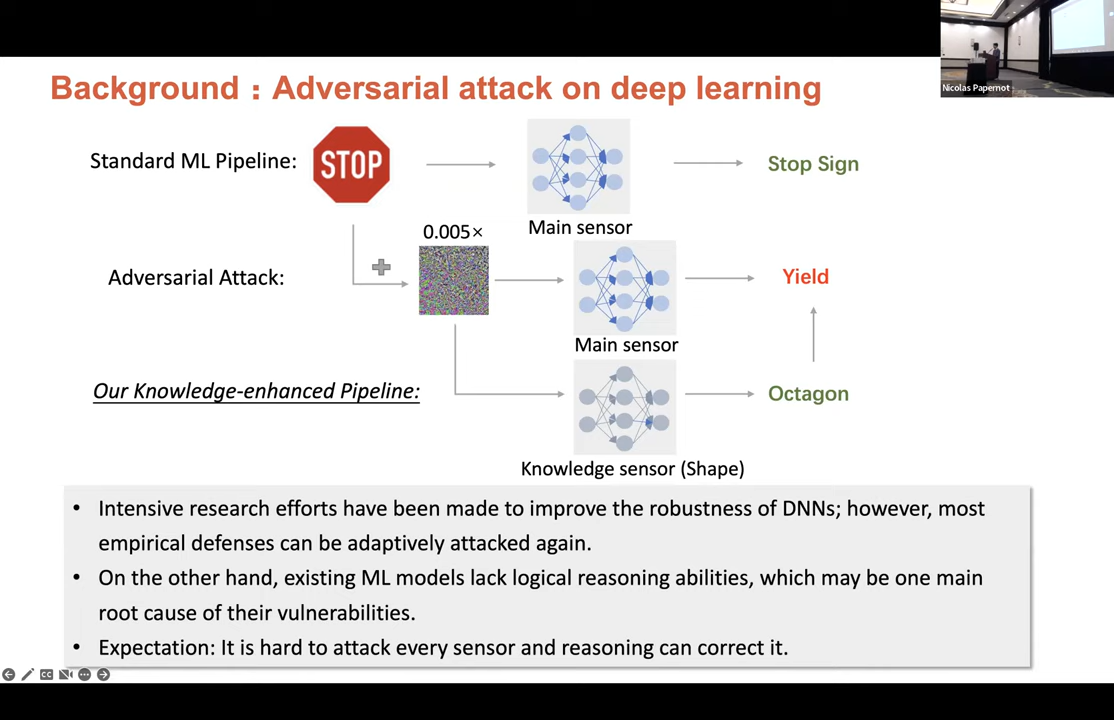 Nicolas Papernot
Background : Adversarial attack on deep learning
Standard ML Pipeline:
STOP
Stop Sign
Main sensor
0.005×
Adversarial Attack:
Yield
Main sensor
Our Knowledge-enhanced Pipeline:
Octagon
Knowledge sensor (Shape)
• Intensive research efforts have been made to improve the robustness of DNNs; however, most
empirical defenses can be adaptively attacked again.
• On the other hand, existing ML models lack logical reasoning abilities, which may be one main
root cause of their vulnerabilities.
• Expectation: It is hard to attack every sensor and reasoning can correct it.
CC